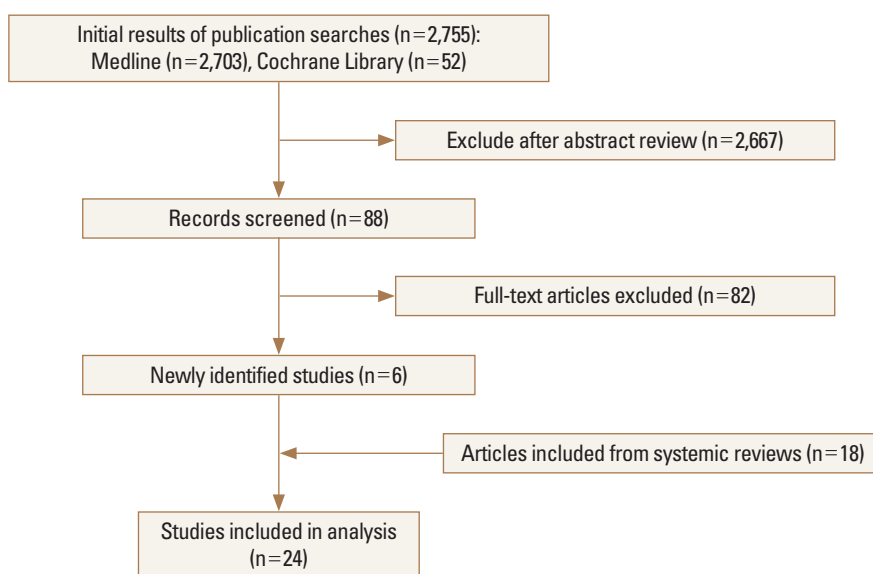 Initial results of publication searches (n=2,755):
Medline (n=2,703), Cochrane Library (n=52)
Exclude after abstract review (n=2,667)
Records screened (n=88)
Full-text articles excluded (n=82)
Newly identified studies (n=6)
Articles included from systemic reviews (n=18)
Studies included in analysis
(n=24)